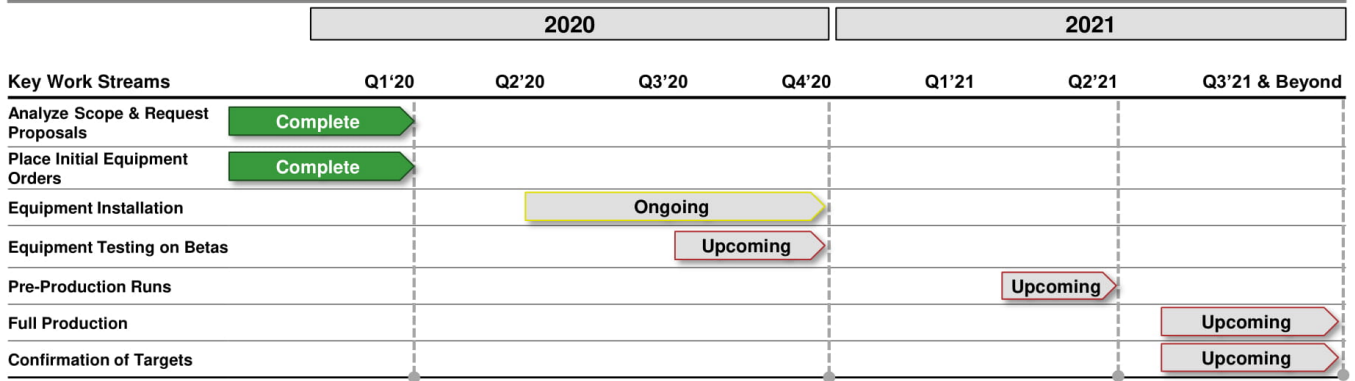 2020 2021
Key Work Streams Q1‘20 Q2’20 Q3’20 Q4’20 Q1’21 Q2’21 Q3’21 & Beyond
Analyze Scope & Request
Proposals
Complete
Place Initial Equipment
Orders
Complete
Equipment Installation Ongoing
Equipment Testing on Betas Upcoming
Pre-Production Runs Upcoming
Full Production Upcoming
Confirmation of Targets Upcoming